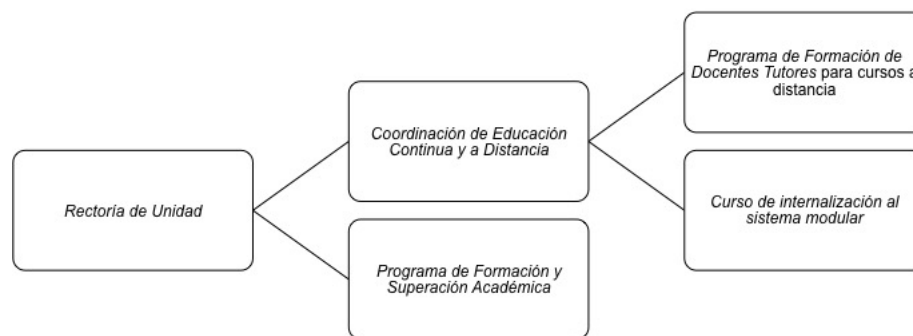 Programa de Formación de
Docentes Tutores para cursos a
distancia
Coordinación de Educación
Continua y a Distancia
Rectoría de Unidad
Curso de internalización al
sistema modular
Programa de Formación y
Superación Académica